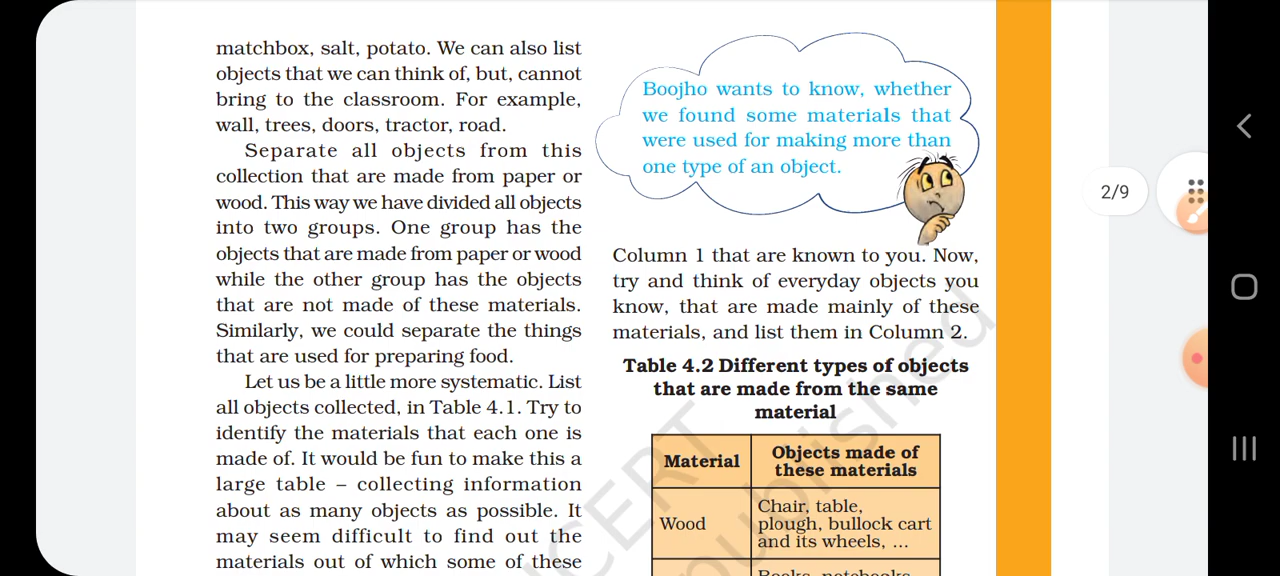 matchbox, salt, potato. We can also list
objects that we can think of, but, cannot
bring to the classroom. For example,
wall, trees, doors, tractor, road.
Separate all objects from this
collection that are made from paper or
wood. This way we have divided all objects
into two groups. One group has the
objects that are made from paper or wood
while the other group has the objects
that are not made of these materials.
Similarly, we could separate the things
that are used for preparing food.
Let us be a little more systematic. List
all objects collected, in Table 4.1. Try to
identify the materials that each one is
made of. It would be fun to make this a
large table – collecting information
about as many objects as possible. It
may seem difficult to find out the
materials out of which some of these
Boojho wants to know, whether
we found some materials that
were used for making more than
one type of an object.
Column 1 that are known to you. Now,
try and think of everyday objects you
know, that are made mainly of these
materials, and list them in Column 2.
Table 4.2 Different types of objects
that are made from the same
material
Material
Objects made of
these materials
Wood
Chair, table,
plough, bullock cart
and its wheels, ...
Books, notebooks,
NCERT
published
2/9